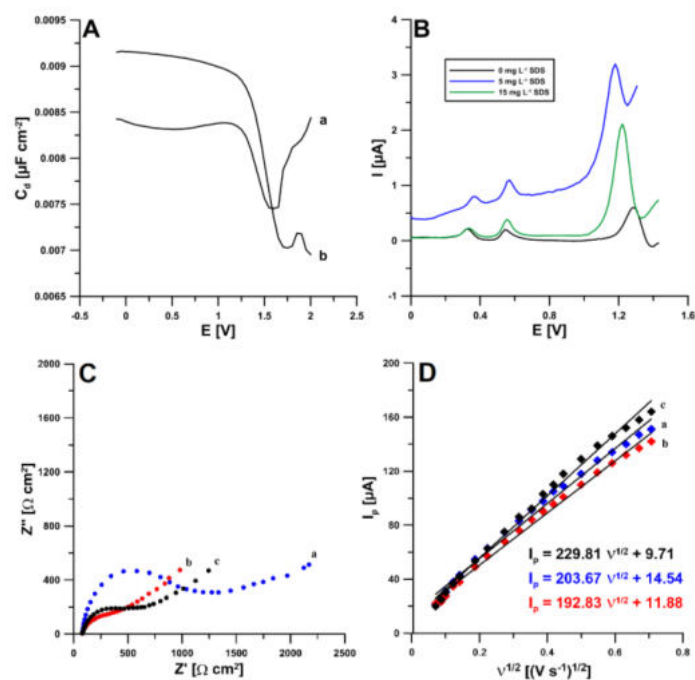 A
0.0095
0.009
0.0085
0.008
0.0075
0.007
0.0065
C_d [µF cm⁻²]
a
b
-0.5 0 0.5 1 1.5 2 2.5
E [V]
B
4
3
2
1
0
-1
I [µA]
0 mg L⁻¹ SDS
5 mg L⁻¹ SDS
15 mg L⁻¹ SDS
0 0.4 0.8 1.2 1.6
E [V]
C
2000
1600
1200
800
400
0
Z'' [Ω cm²]
b c a
0 500 1000 1500 2000 2500
Z' [Ω cm²]
D
200
160
120
80
40
0
I_p [µA]
c
a
b
I_p = 229.81 ν^1/2 + 9.71
I_p = 203.67 ν^1/2 + 14.54
I_p = 192.83 ν^1/2 + 11.88
0 0.2 0.4 0.6 0.8
ν^1/2 [(V s⁻¹)^1/2]